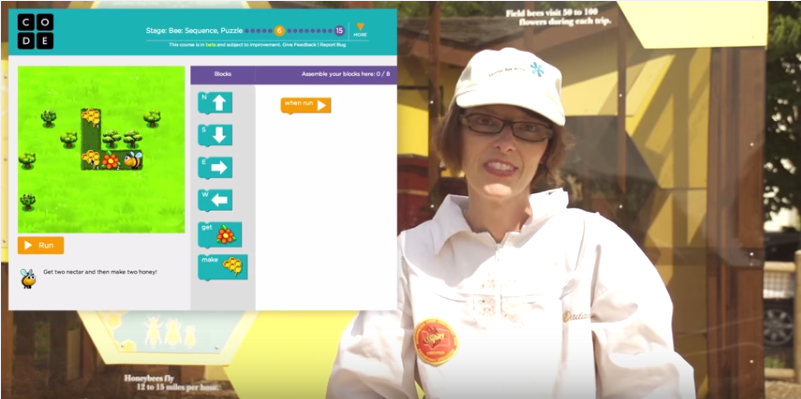 C O
D E
Stage: Bee: Sequence, Puzzle 6 15
MORE
This course is in beta and subject to improvement. Give Feedback | Report Bug
Blocks
Assemble your blocks here: 0 / 8
N
S
E
W
get
make
when run
Run
Get two nectar and then make two honey!
Field bees visit 50 to 100
flowers during each trip.
Honeybees fly
12 to 15 miles per hour.